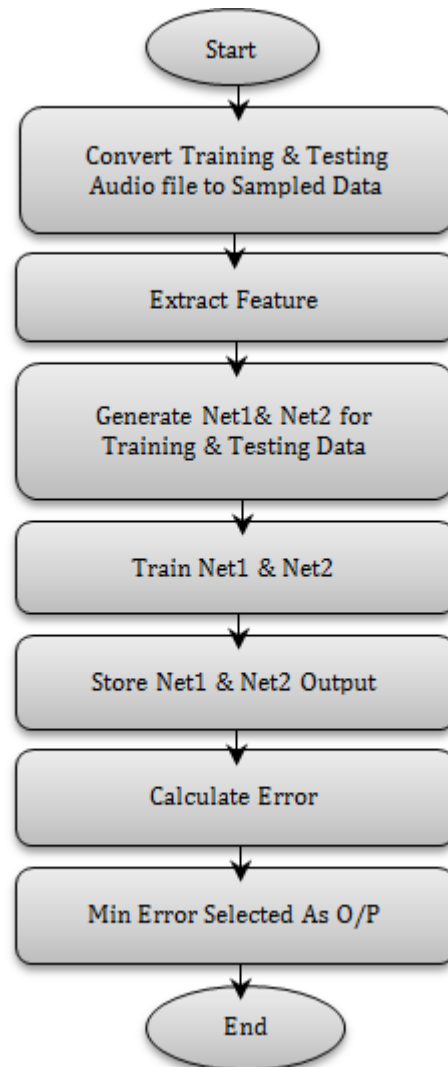 Start
Convert Training & Testing
Audio file to Sampled Data
Extract Feature
Generate Net1& Net2 for
Training & Testing Data
Train Net1 & Net2
Store Net1 & Net2 Output
Calculate Error
Min Error Selected As O/P
End